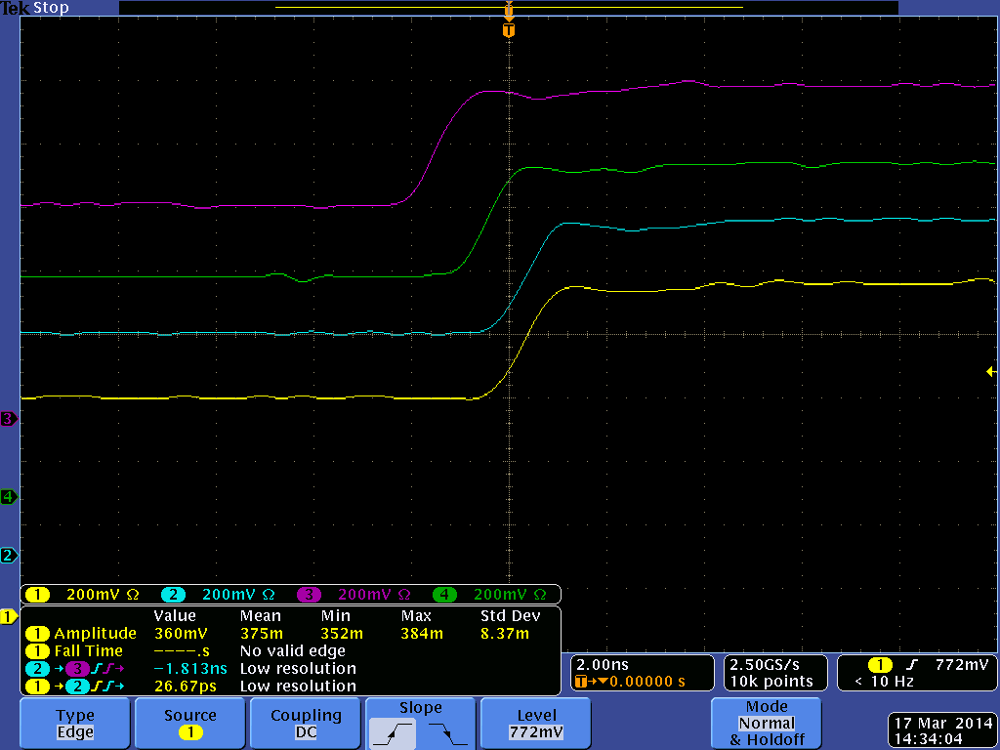 Tek Stop
T
T
3
4
2
1
1 200mV Ω 2 200mV Ω 3 200mV Ω 4 200mV Ω
Value Mean Min Max Std Dev
1 Amplitude 360mV 375m 352m 384m 8.37m
1 Fall Time ----.s No valid edge
2 → 3 → −1.813ns Low resolution
1 → 2 → 26.67ps Low resolution
2.00ns
T→▼0.00000 s
2.50GS/s
10k points
1 772mV
< 10 Hz
Type
Edge
Source
1
Coupling
DC
Slope
Level
772mV
Mode
Normal
& Holdoff
17 Mar 2014
14:34:04